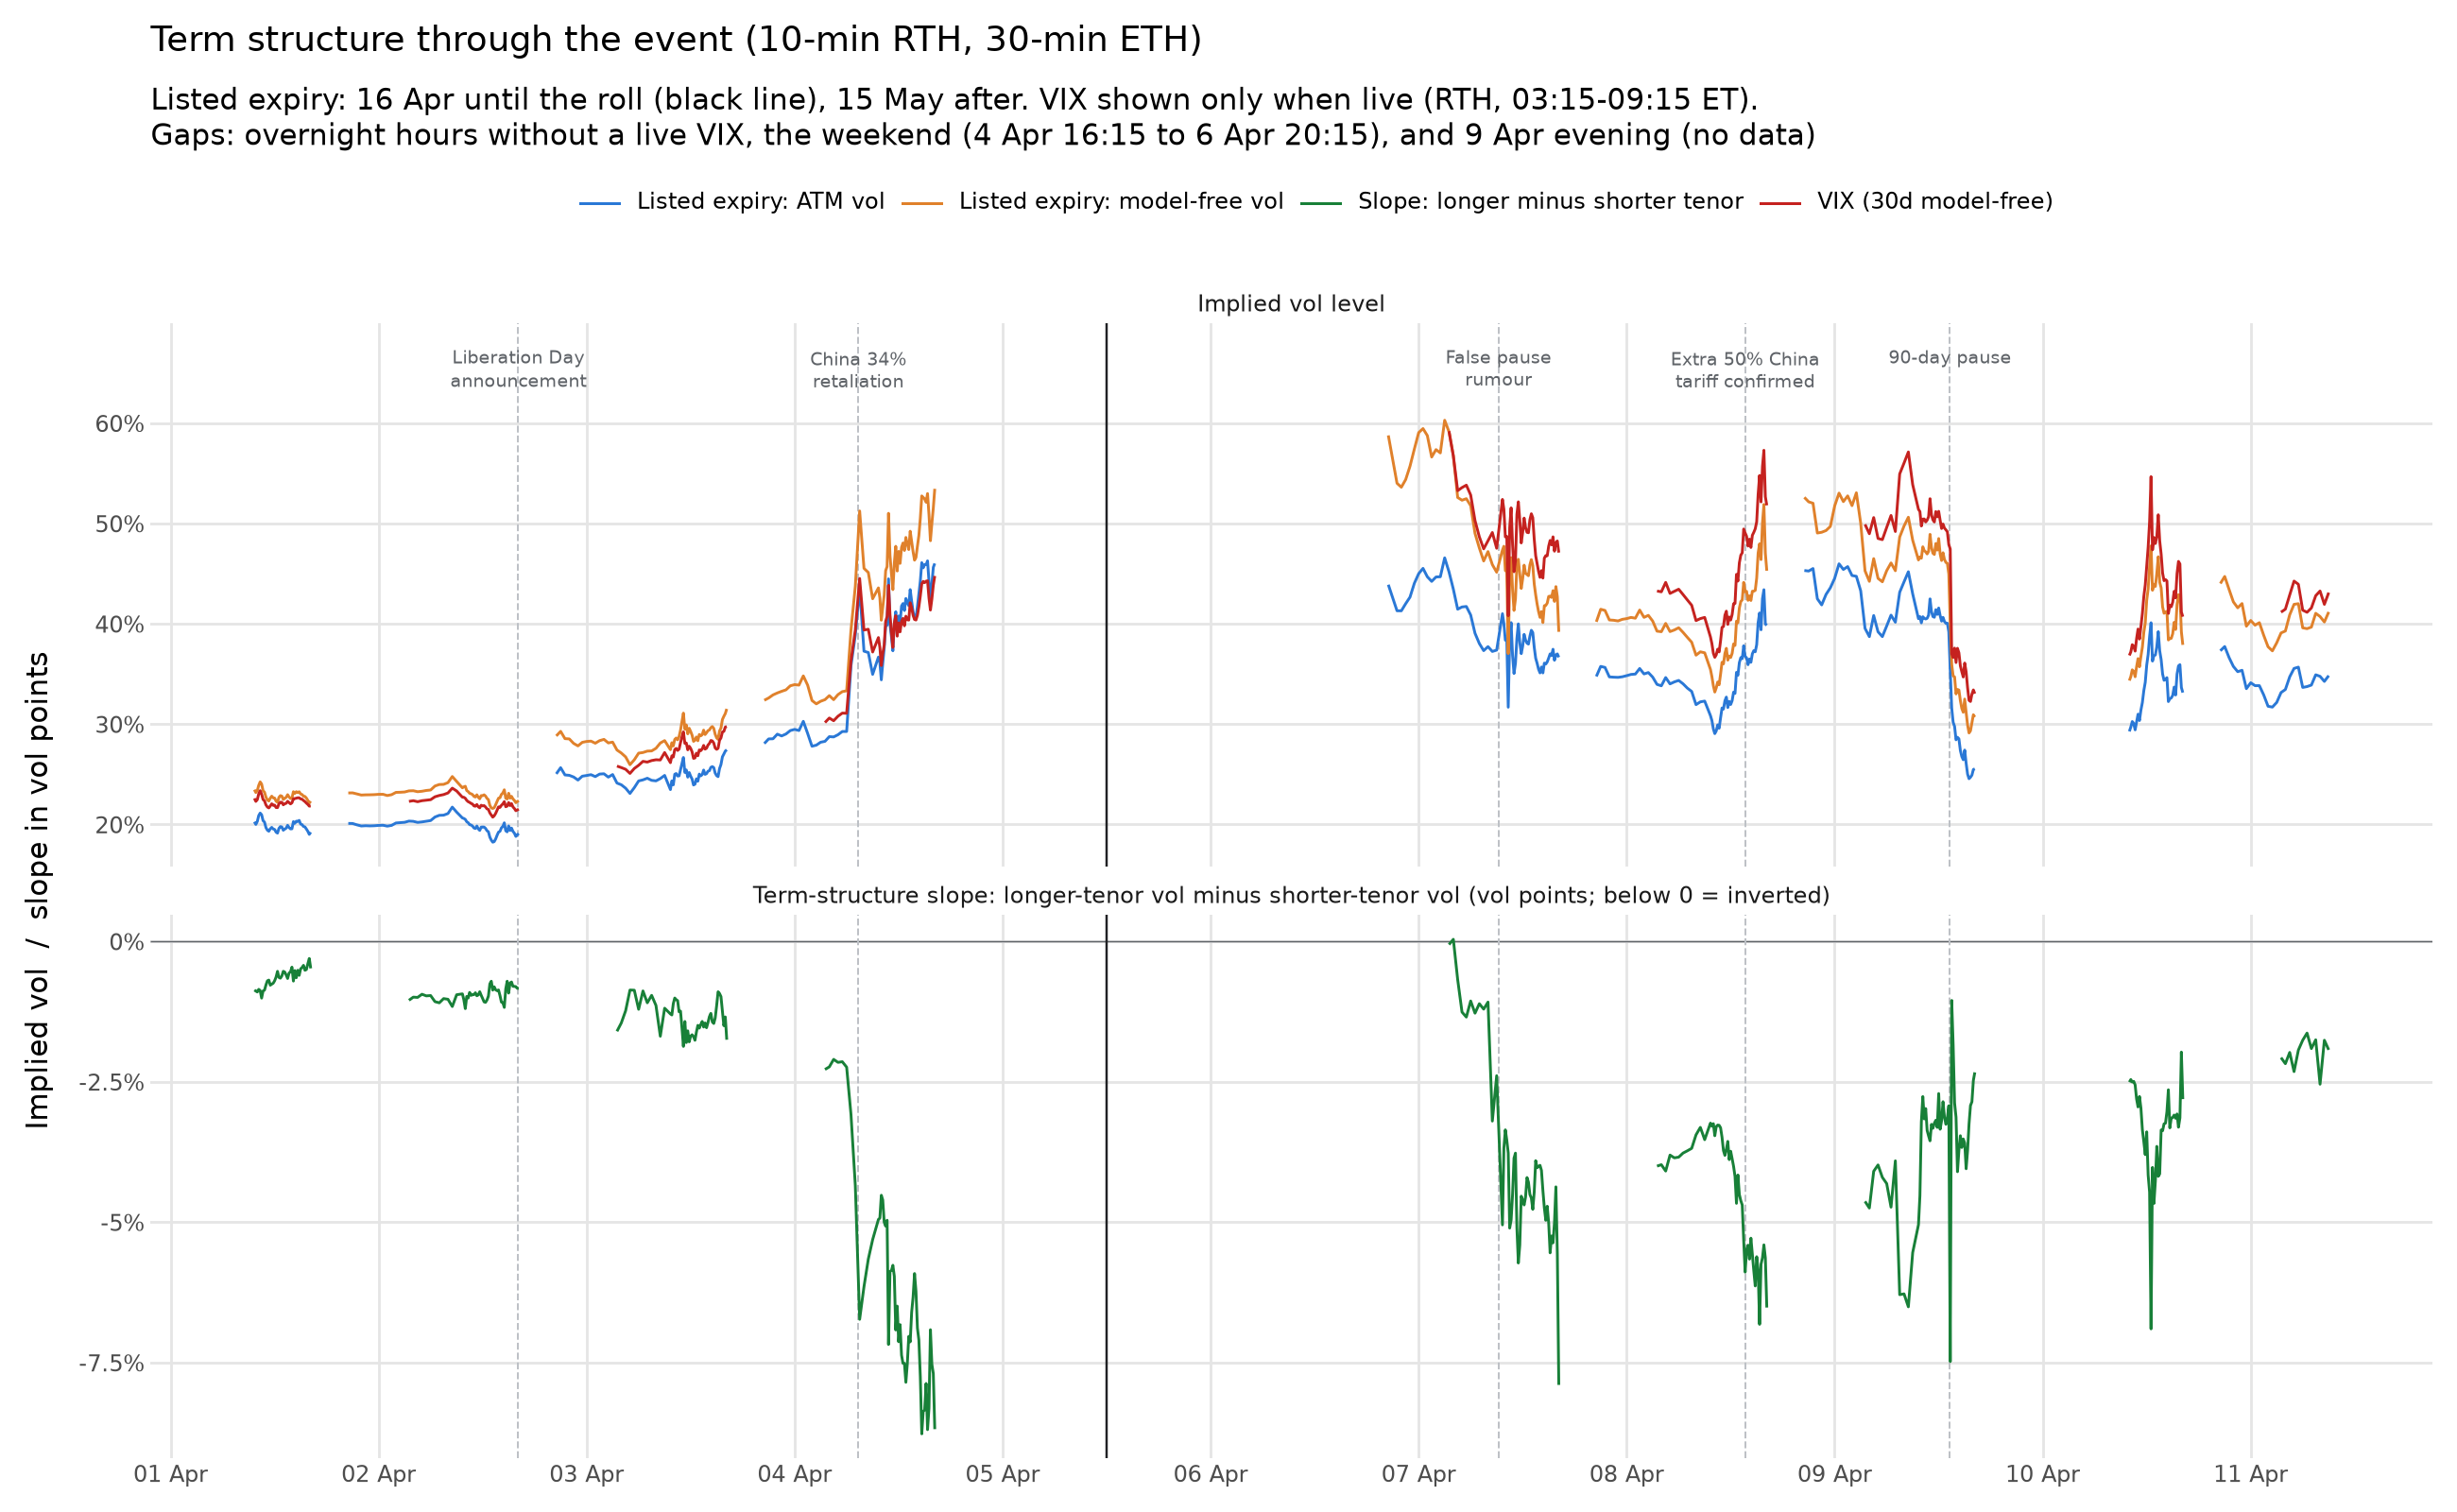 Term structure through the event (10-min RTH, 30-min ETH)
Listed expiry: 16 Apr until the roll (black line), 15 May after. VIX shown only when live (RTH, 03:15-09:15 ET).
Gaps: overnight hours without a live VIX, the weekend (4 Apr 16:15 to 6 Apr 20:15), and 9 Apr evening (no data)
Listed expiry: ATM vol
Listed expiry: model-free vol
Slope: longer minus shorter tenor
VIX (30d model-free)
Implied vol level
Liberation Day
announcement
China 34%
retaliation
False pause
rumour
Extra 50% China
tariff confirmed
90-day pause
60%
50%
40%
30%
20%
Implied vol / slope in vol points
Term-structure slope: longer-tenor vol minus shorter-tenor vol (vol points; below 0 = inverted)
0%
-2.5%
-5%
-7.5%
01 Apr
02 Apr
03 Apr
04 Apr
05 Apr
06 Apr
07 Apr
08 Apr
09 Apr
10 Apr
11 Apr